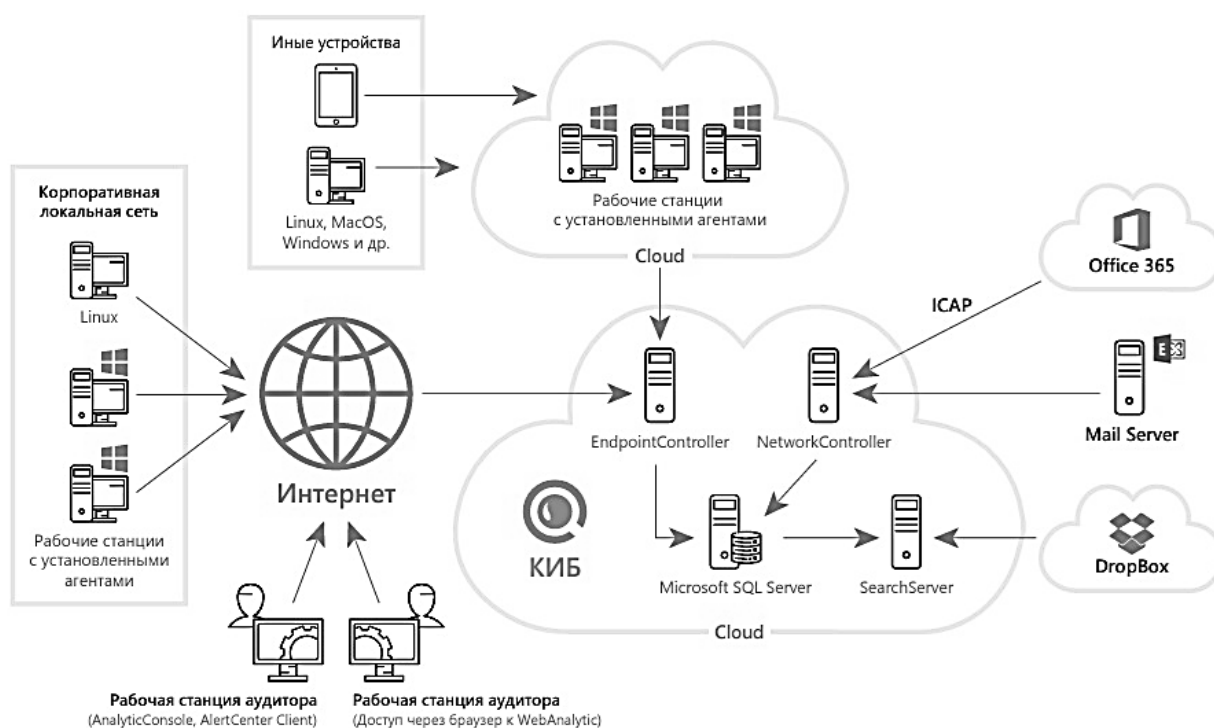 Иные устройства
Linux, MacOS,
Windows и др.
Рабочие станции
с установленными агентами
Cloud
Корпоративная
локальная сеть
Linux
Рабочие станции
с установленными
агентами
Интернет
Office 365
ICAP
Mail Server
EndpointController
NetworkController
КИБ
Microsoft SQL Server
SearchServer
DropBox
Cloud
Рабочая станция аудитора
(AnalyticConsole, AlertCenter Client)
Рабочая станция аудитора
(Доступ через браузер к WebAnalytic)